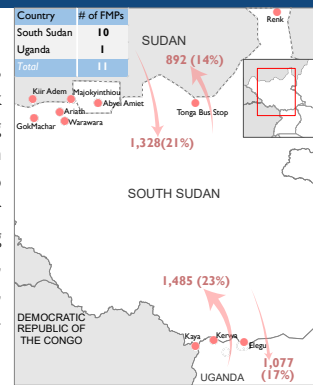 Country # of FMPs
South Sudan 10
Uganda 1
Total 11
Renk
SUDAN
892 (14%)
Kiir Adem
Majokyinthiou
Abyei Amiet
Ariath
Tonga Bus Stop
GokMachar
Warawara
1,328(21%)
SOUTH SUDAN
1,485 (23%)
DEMOCRATIC
REPUBLIC OF
THE CONGO
Kaya
Kerwa
Elegu
1,077
(17%)
UGANDA